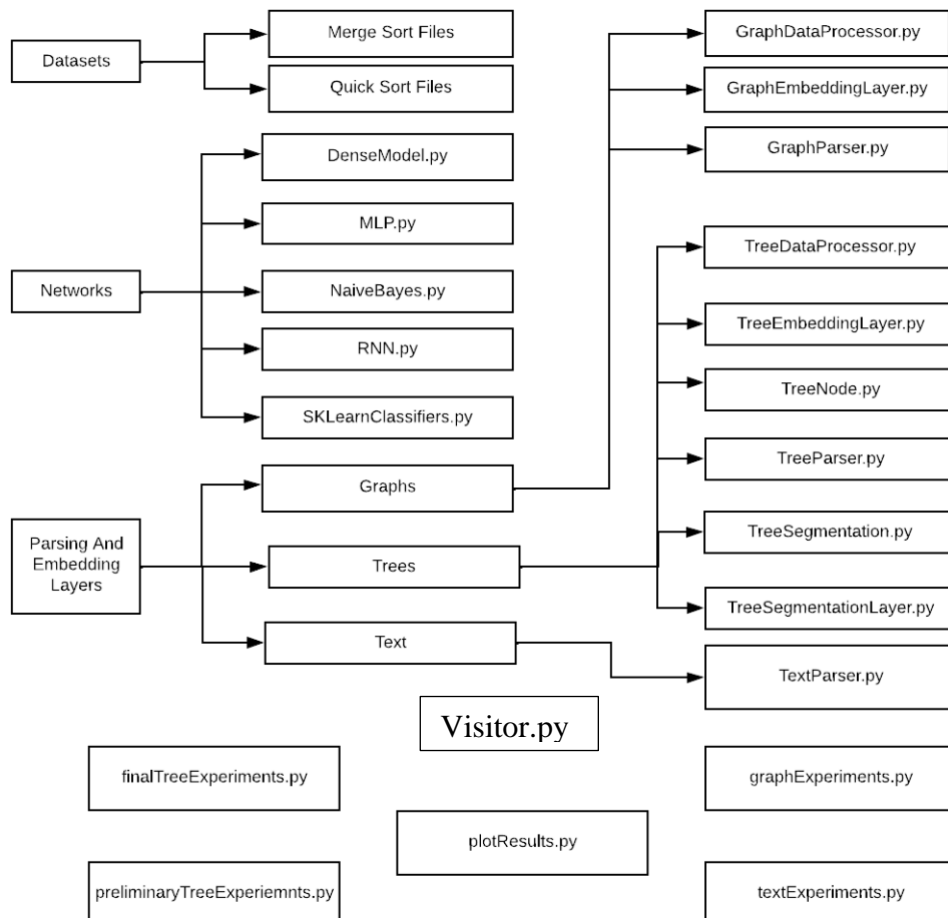 Datasets
Merge Sort Files
Quick Sort Files
Networks
DenseModel.py
MLP.py
NaiveBayes.py
RNN.py
SKLearnClassifiers.py
Parsing And
Embedding
Layers
Graphs
Trees
Text
GraphDataProcessor.py
GraphEmbeddingLayer.py
GraphParser.py
TreeDataProcessor.py
TreeEmbeddingLayer.py
TreeNode.py
TreeParser.py
TreeSegmentation.py
TreeSegmentationLayer.py
TextParser.py
Visitor.py
finalTreeExperiments.py
graphExperiments.py
plotResults.py
preliminaryTreeExperiemnts.py
textExperiments.py